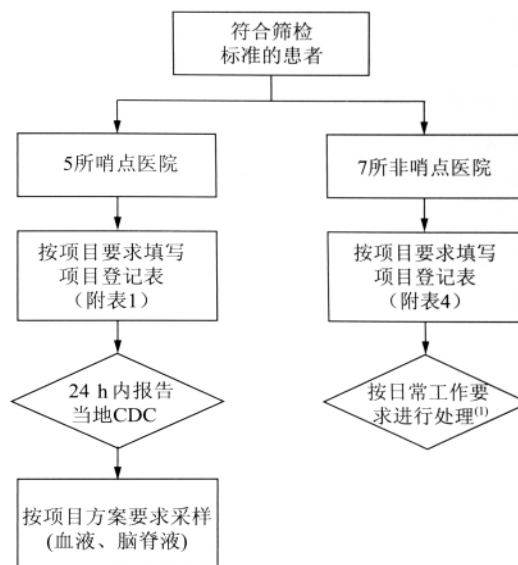 符合筛检
标准的患者
5所哨点医院
7所非哨点医院
按项目要求填写
项目登记表
（附表1）
按项目要求填写
项目登记表
（附表4）
24 h内报告
当地CDC
按日常工作要
求进行处理(1)
按项目方案要求采样
(血液、脑脊液)